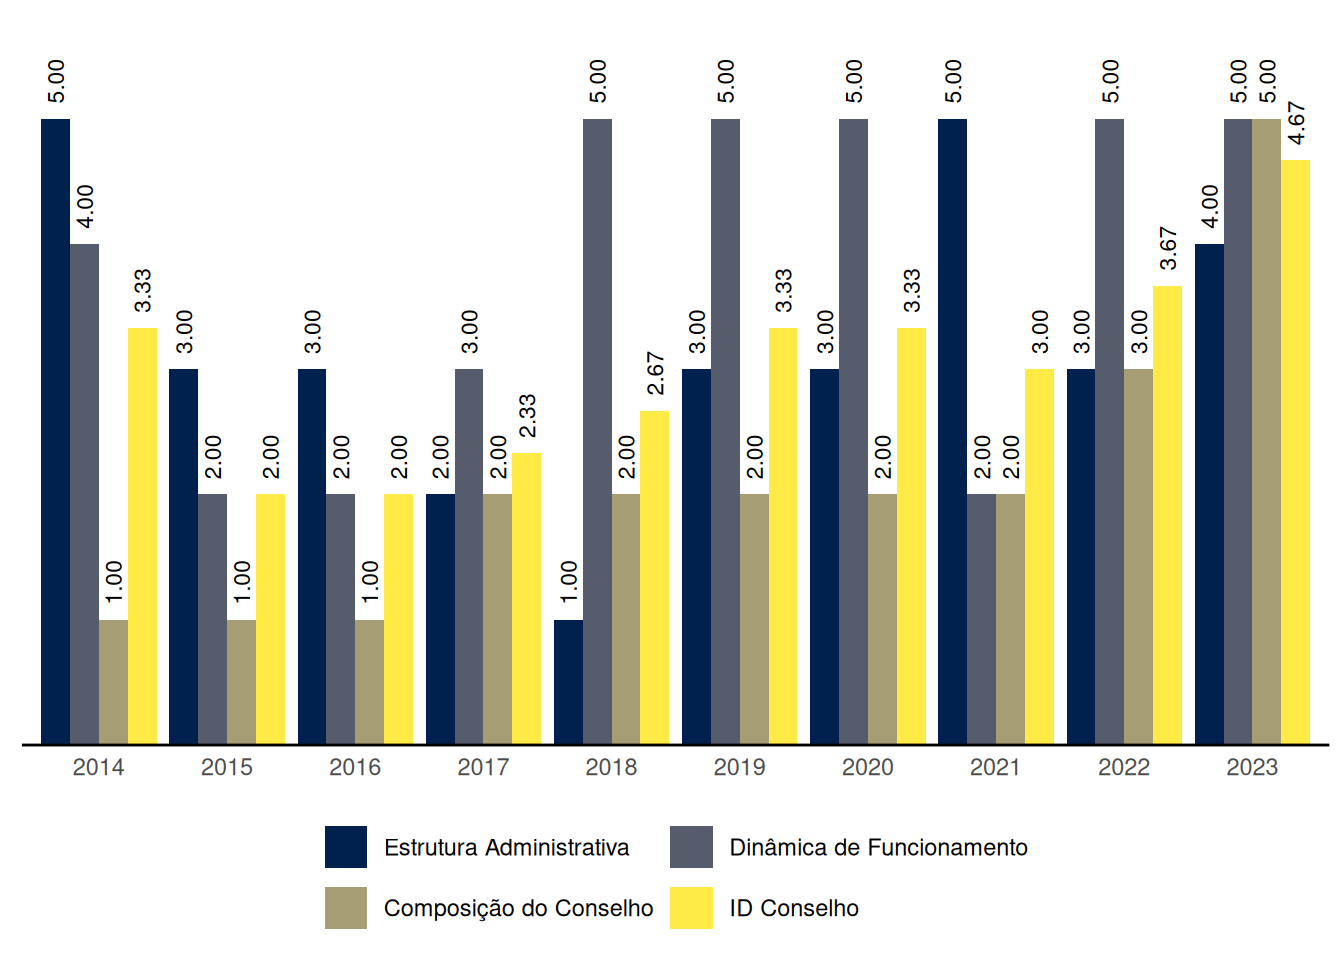 5.00 4.00 1.00 3.33
3.00 2.00 1.00 2.00
3.00 2.00 1.00 2.00
2.00 3.00 2.00 2.33
1.00 5.00 2.00 2.67
3.00 5.00 2.00 3.33
3.00 5.00 2.00 3.33
5.00 2.00 2.00 3.00
3.00 5.00 3.00 3.67
4.00 5.00 5.00 4.67
2014 2015 2016 2017 2018 2019 2020 2021 2022 2023
Estrutura Administrativa Dinâmica de Funcionamento
Composição do Conselho ID Conselho